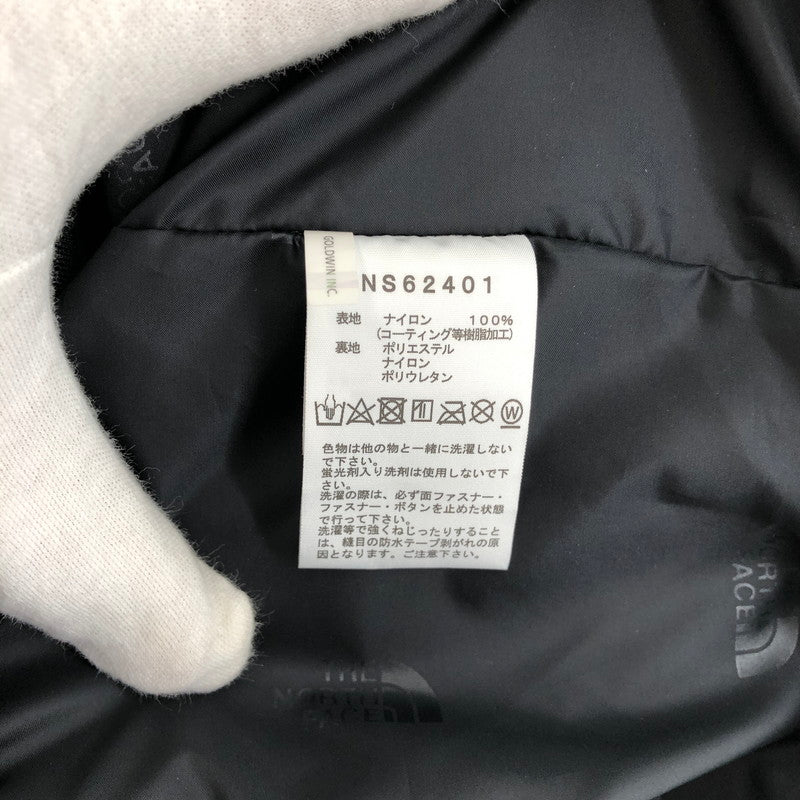 GOLDWIN INC.
NS62401
表地 ナイロン 100%
(コーティング等樹脂加工)
裏地 ポリエステル
ナイロン
ポリウレタン
W
色物は他の物と一緒に洗濯しない
で下さい。
蛍光剤入り洗剤は使用しないで下
さい。
洗濯の際は、必ず面ファスナー・
ファスナー・ボタンを止めた状態
で行って下さい。
洗濯等で強くねじったりすること
は、縫目の防水テープ剥がれの原
因となります。ご注意下さい。
THE
NORTH
FACE
FACE